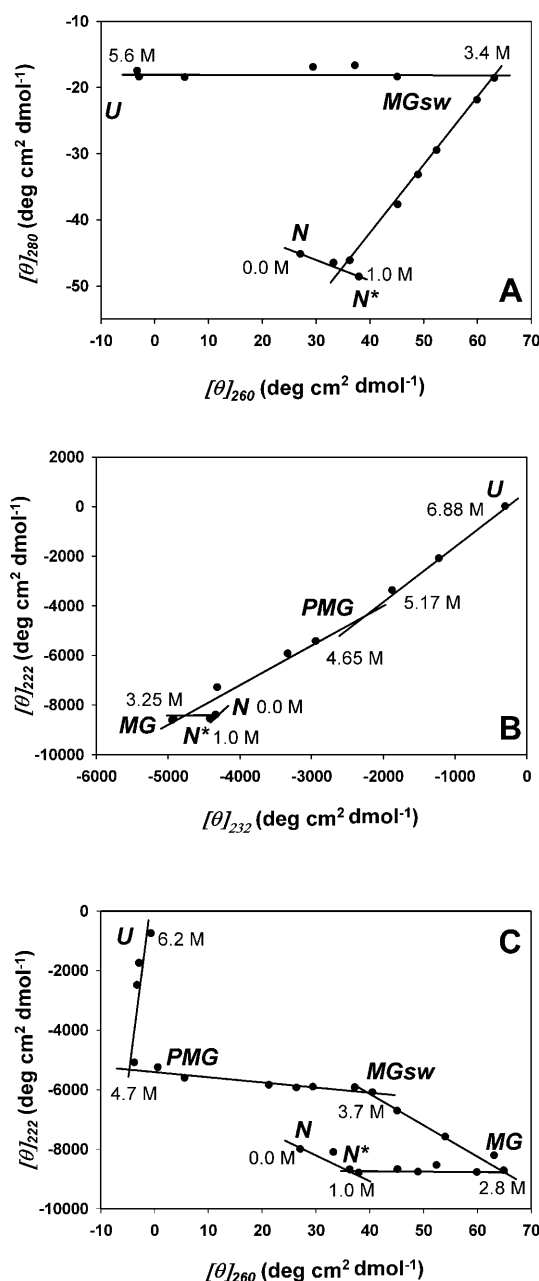 -10
-20
-30
-40
-50
[θ]280 (deg cm2 dmol-1)
5.6 M
3.4 M
U
MGsw
N
0.0 M
1.0 M
N*
A
-10 0 10 20 30 40 50 60 70
[θ]260 (deg cm2 dmol-1)
2000
0
-2000
-4000
-6000
-8000
-10000
[θ]222 (deg cm2 dmol-1)
U
6.88 M
PMG
5.17 M
4.65 M
3.25 M
N 0.0 M
MG
N* 1.0 M
B
-6000 -5000 -4000 -3000 -2000 -1000 0
[θ]232 (deg cm2 dmol-1)
0
-2000
-4000
-6000
-8000
-10000
[θ]222 (deg cm2 dmol-1)
C
U
6.2 M
PMG
MGsw
4.7 M
3.7 M
N
N*
MG
0.0 M
1.0 M
2.8 M
-10 0 10 20 30 40 50 60 70
[θ]260 (deg cm2 dmol-1)